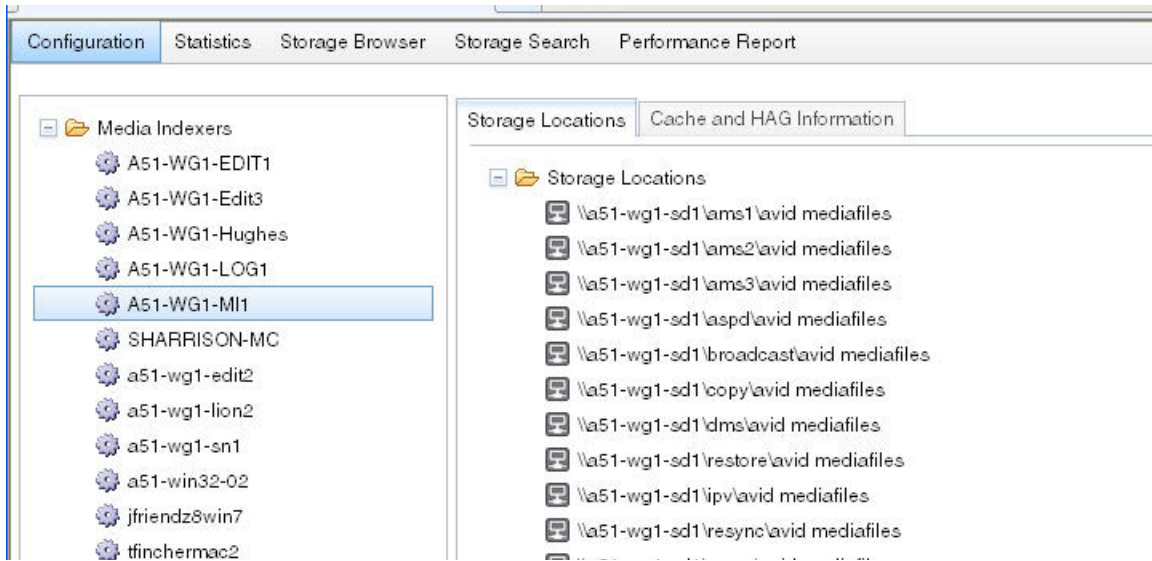 Configuration Statistics Storage Browser Storage Search Performance Report
Media Indexers
A51-WG1-EDIT1
A51-WG1-Edit3
A51-WG1-Hughes
A51-WG1-LOG1
A51-WG1-MI1
SHARRISON-MC
a51-wg1-edit2
a51-wg1-lion2
a51-wg1-sn1
a51-win32-02
jfriendz8win7
tfinchermac2
Storage Locations Cache and HAG Information
Storage Locations
\\a51-wg1-sd1\ams1\avid mediafiles
\\a51-wg1-sd1\ams2\avid mediafiles
\\a51-wg1-sd1\ams3\avid mediafiles
\\a51-wg1-sd1\aspd\avid mediafiles
\\a51-wg1-sd1\broadcast\avid mediafiles
\\a51-wg1-sd1\copy\avid mediafiles
\\a51-wg1-sd1\dms\avid mediafiles
\\a51-wg1-sd1\restore\avid mediafiles
\\a51-wg1-sd1\ipv\avid mediafiles
\\a51-wg1-sd1\resync\avid mediafiles